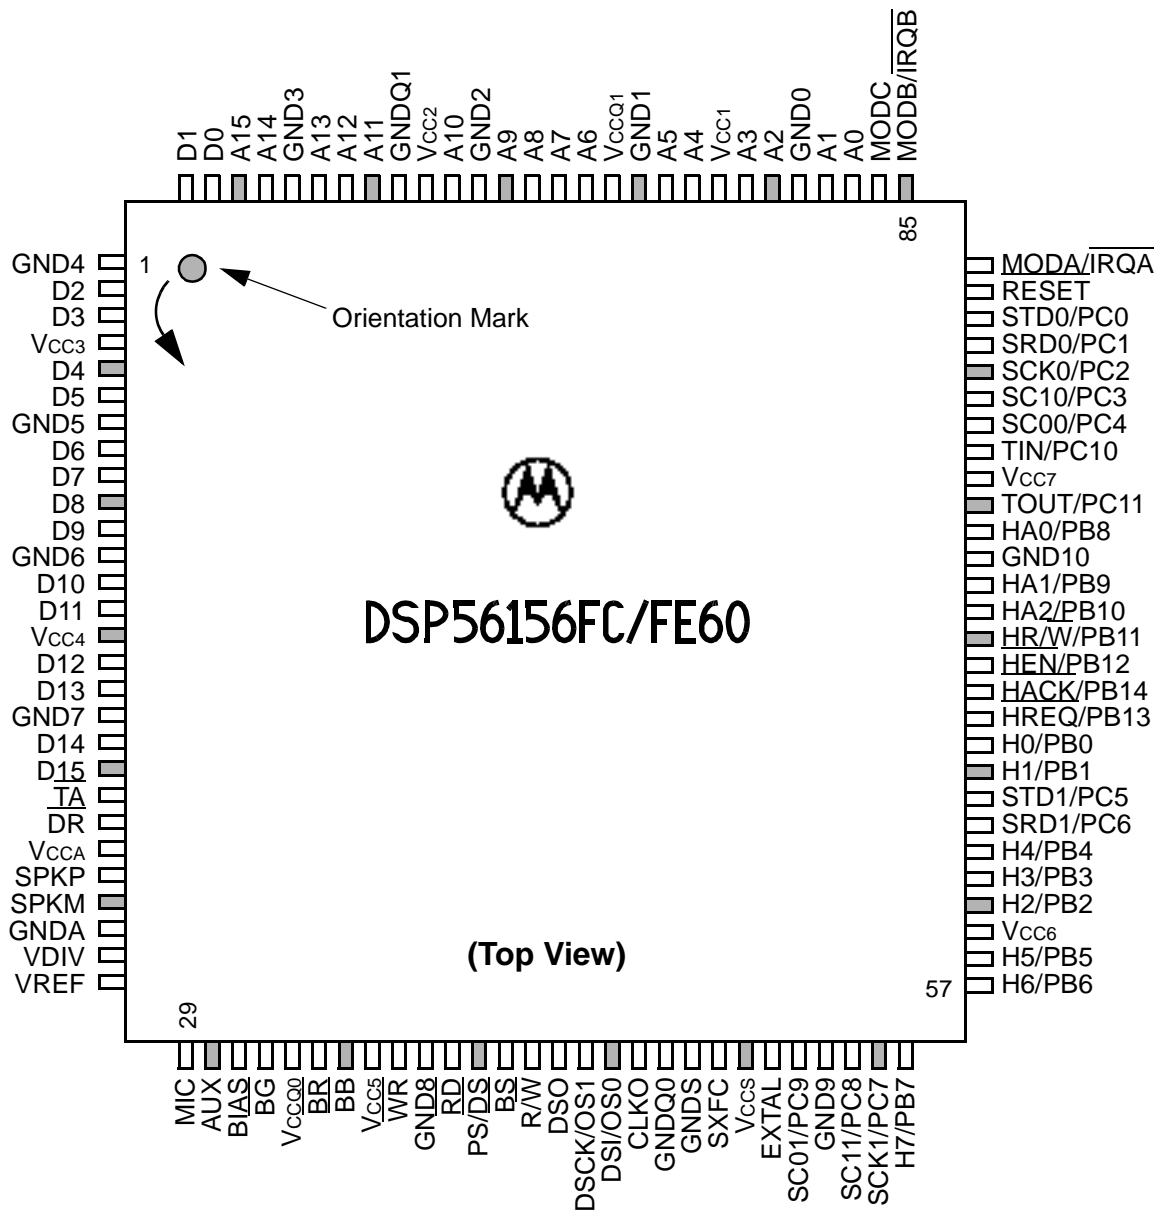 D1
D0
A15
A14
GND3
A13
A12
A11
GNDQ1
VCC2
A10
GND2
A9
A8
A7
A6
VCCQ1
GND1
A5
A4
VCC1
A3
A2
GND0
A1
A0
MODC
MODB/IRQB
85
1
Orientation Mark
GND4
D2
D3
VCC3
D4
D5
GND5
D6
D7
D8
D9
GND6
D10
D11
VCC4
D12
D13
GND7
D14
D15
TA
DR
VCCA
SPKP
SPKM
GNDA
VDIV
VREF
DSP56156FC/FE60
(Top View)
MODA/IRQA
RESET
STD0/PC0
SRD0/PC1
SCK0/PC2
SC10/PC3
SC00/PC4
TIN/PC10
VCC7
TOUT/PC11
HA0/PB8
GND10
HA1/PB9
HA2/PB10
HR/W/PB11
HEN/PB12
HACK/PB14
HREQ/PB13
H0/PB0
H1/PB1
STD1/PC5
SRD1/PC6
H4/PB4
H3/PB3
H2/PB2
VCC6
H5/PB5
H6/PB6
57
29
MIC
AUX
BIAS
BG
VCCQ0
BR
BB
VCC5
WR
GND8
RD
PS/DS
BS
R/W
DSO
DSCK/OS1
DSI/OS0
CLKO
GNDQ0
GNDS
SXFC
VCCS
EXTAL
SC01/PC9
GND9
SC11/PC8
SCK1/PC7
H7/PB7